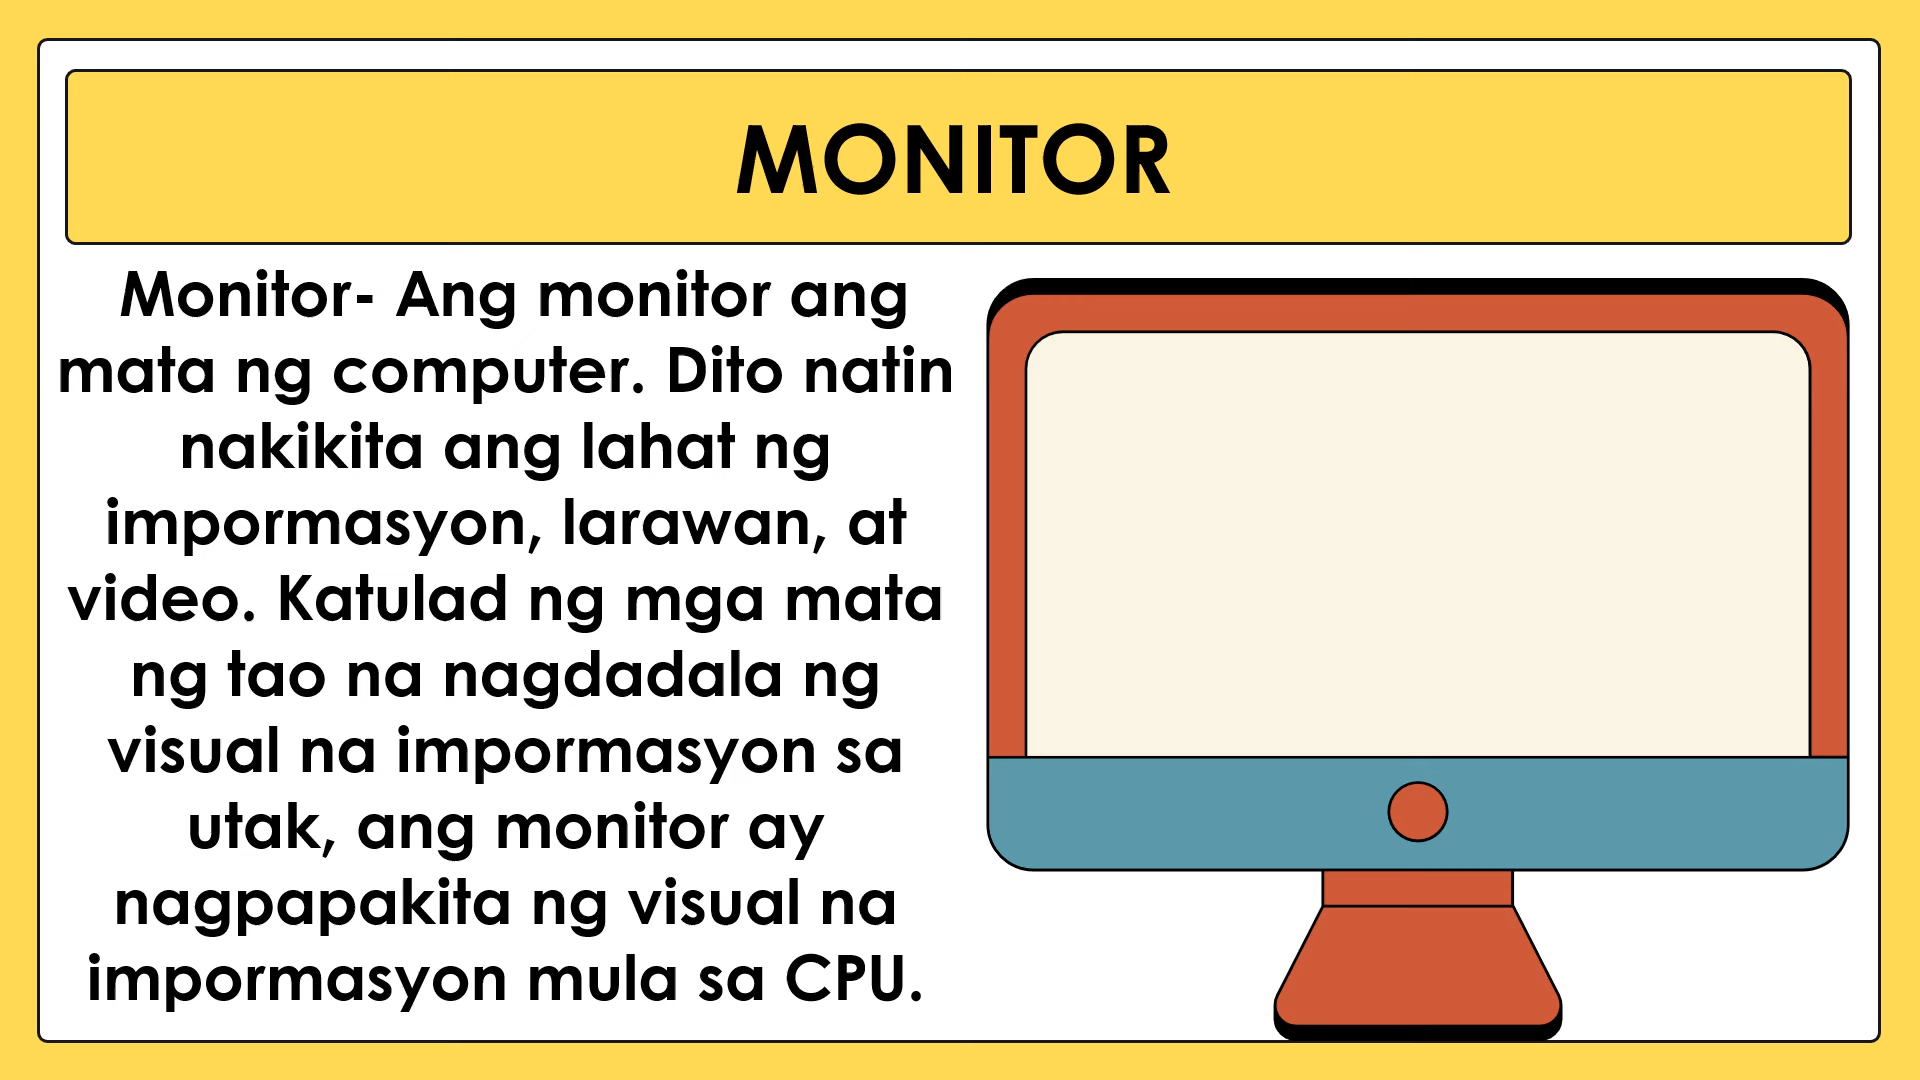 MONITOR
Monitor- Ang monitor ang
mata ng computer. Dito natin
nakikita ang lahat ng
impormasyon, larawan, at
video. Katulad ng mga mata
ng tao na nagdadala ng
visual na impormasyon sa
utak, ang monitor ay
nagpapakita ng visual na
impormasyon mula sa CPU.